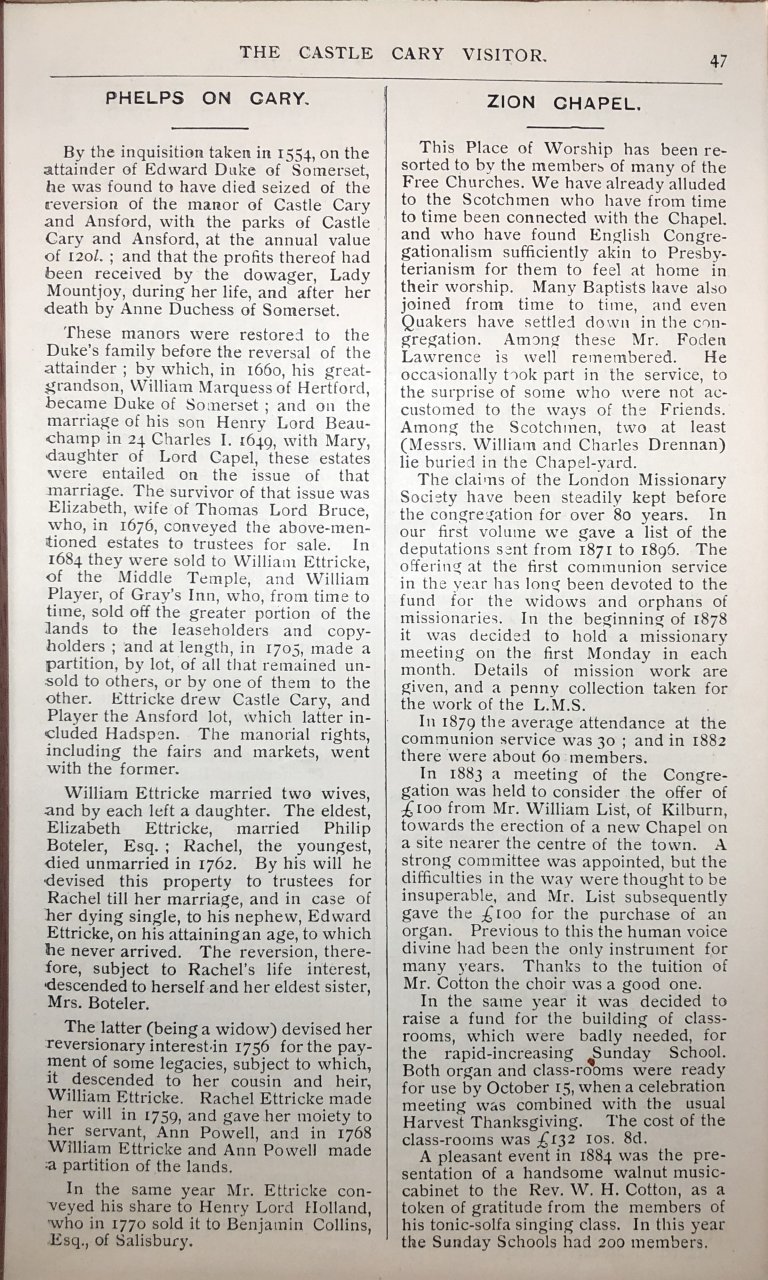 THE CASTLE CARY VISITOR.
47
PHELPS ON CARY.
By the inquisition taken in 1554, on the
attainder of Edward Duke of Somerset,
he was found to have died seized of the
reversion of the manor of Castle Cary
and Ansford, with the parks of Castle
Cary and Ansford, at the annual value
of 120l. ; and that the profits thereof had
been received by the dowager, Lady
Mountjoy, during her life, and after her
death by Anne Duchess of Somerset.
These manors were restored to the
Duke's family before the reversal of the
attainder ; by which, in 1660, his great-
grandson, William Marquess of Hertford,
became Duke of Somerset ; and on the
marriage of his son Henry Lord Beau-
champ in 24 Charles I. 1649, with Mary,
daughter of Lord Capel, these estates
were entailed on the issue of that
marriage. The survivor of that issue was
Elizabeth, wife of Thomas Lord Bruce,
who, in 1676, conveyed the above-men-
tioned estates to trustees for sale. In
1684 they were sold to William Ettricke,
of the Middle Temple, and William
Player, of Gray's Inn, who, from time to
time, sold off the greater portion of the
lands to the leaseholders and copy-
holders ; and at length, in 1705, made a
partition, by lot, of all that remained un-
sold to others, or by one of them to the
other. Ettricke drew Castle Cary, and
Player the Ansford lot, which latter in-
cluded Hadspen. The manorial rights,
including the fairs and markets, went
with the former.
William Ettricke married two wives,
and by each left a daughter. The eldest,
Elizabeth Ettricke, married Philip
Boteler, Esq. ; Rachel, the youngest,
died unmarried in 1762. By his will he
devised this property to trustees for
Rachel till her marriage, and in case of
her dying single, to his nephew, Edward
Ettricke, on his attaining an age, to which
he never arrived. The reversion, there-
fore, subject to Rachel's life interest,
descended to herself and her eldest sister,
Mrs. Boteler.
The latter (being a widow) devised her
reversionary interest in 1756 for the pay-
ment of some legacies, subject to which,
it descended to her cousin and heir,
William Ettricke. Rachel Ettricke made
her will in 1759, and gave her moiety to
her servant, Ann Powell, and in 1768
William Ettricke and Ann Powell made
a partition of the lands.
In the same year Mr. Ettricke con-
veyed his share to Henry Lord Holland,
who in 1770 sold it to Benjamin Collins,
Esq., of Salisbury.
ZION CHAPEL.
This Place of Worship has been re-
sorted to by the members of many of the
Free Churches. We have already alluded
to the Scotchmen who have from time
to time been connected with the Chapel.
and who have found English Congre-
gationalism sufficiently akin to Presby-
terianism for them to feel at home in
their worship. Many Baptists have also
joined from time to time, and even
Quakers have settled down in the con-
gregation. Among these Mr. Foden
Lawrence is well remembered. He
occasionally took part in the service, to
the surprise of some who were not ac-
customed to the ways of the Friends.
Among the Scotchmen, two at least
(Messrs. William and Charles Drennan)
lie buried in the Chapel-yard.
The claims of the London Missionary
Society have been steadily kept before
the congregation for over 80 years. In
our first volume we gave a list of the
deputations sent from 1871 to 1896. The
offering at the first communion service
in the year has long been devoted to the
fund for the widows and orphans of
missionaries. In the beginning of 1878
it was decided to hold a missionary
meeting on the first Monday in each
month. Details of mission work are
given, and a penny collection taken for
the work of the L.M.S.
In 1879 the average attendance at the
communion service was 30 ; and in 1882
there were about 60 members.
In 1883 a meeting of the Congre-
gation was held to consider the offer of
£100 from Mr. William List, of Kilburn,
towards the erection of a new Chapel on
a site nearer the centre of the town. A
strong committee was appointed, but the
difficulties in the way were thought to be
insuperable, and Mr. List subsequently
gave the £100 for the purchase of an
organ. Previous to this the human voice
divine had been the only instrument for
many years. Thanks to the tuition of
Mr. Cotton the choir was a good one.
In the same year it was decided to
raise a fund for the building of class-
rooms, which were badly needed, for
the rapid-increasing Sunday School.
Both organ and class-rooms were ready
for use by October 15, when a celebration
meeting was combined with the usual
Harvest Thanksgiving. The cost of the
class-rooms was £132 10s. 8d.
A pleasant event in 1884 was the pre-
sentation of a handsome walnut music-
cabinet to the Rev. W. H. Cotton, as a
token of gratitude from the members of
his tonic-solfa singing class. In this year
the Sunday Schools had 200 members.